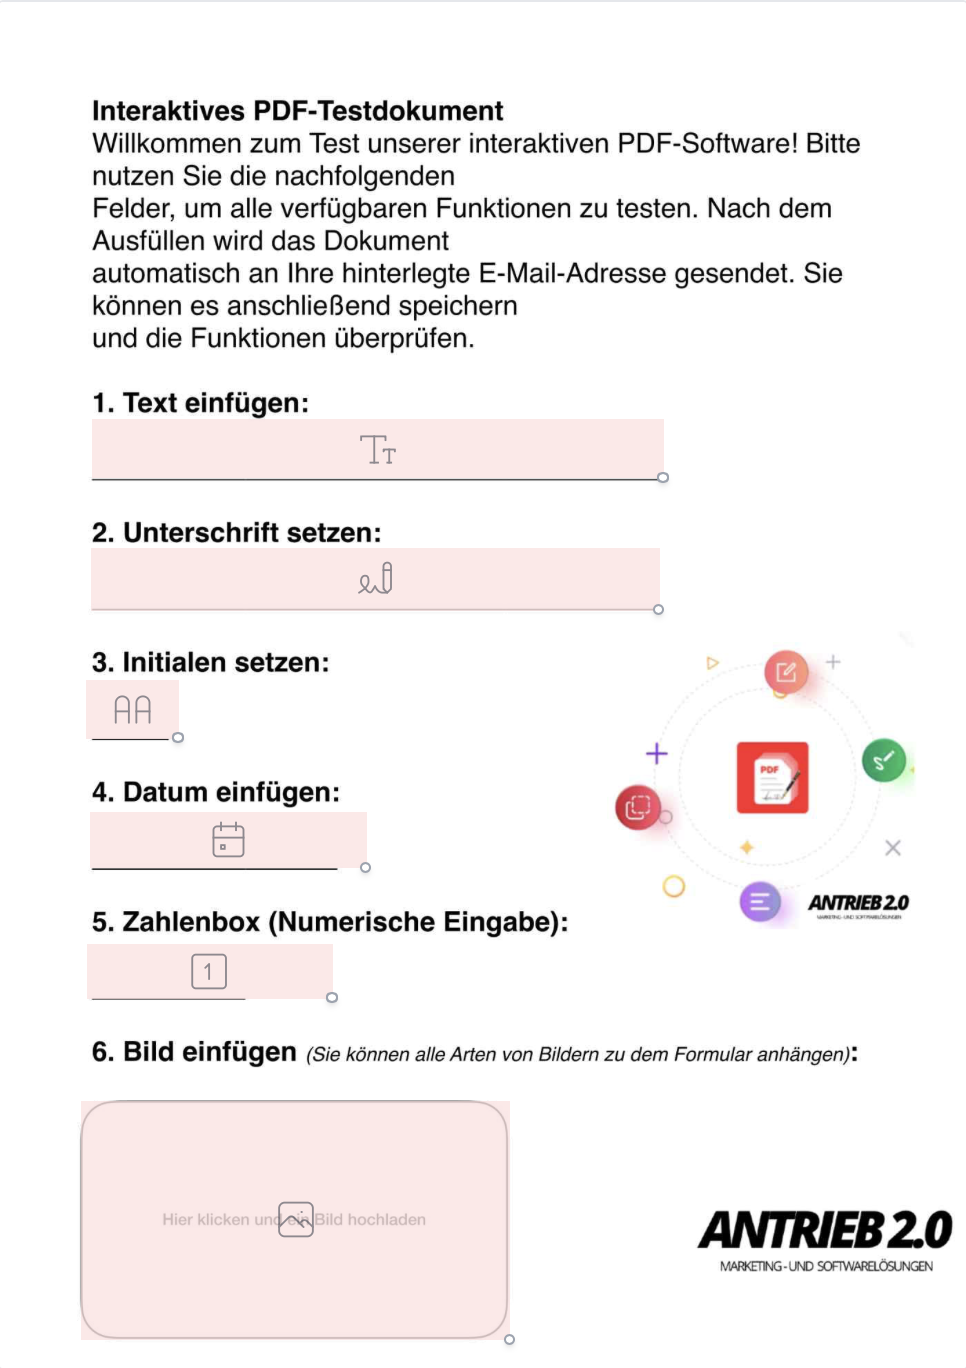 Interaktives PDF-Testdokument
Willkommen zum Test unserer interaktiven PDF-Software! Bitte
nutzen Sie die nachfolgenden
Felder, um alle verfügbaren Funktionen zu testen. Nach dem
Ausfüllen wird das Dokument
automatisch an Ihre hinterlegte E-Mail-Adresse gesendet. Sie
können es anschließend speichern
und die Funktionen überprüfen.
1. Text einfügen:
TT
2. Unterschrift setzen:
3. Initialen setzen:
AA
4. Datum einfügen:
PDF
5. Zahlenbox (Numerische Eingabe):
ANTRIEB 2.0
MARKETING-UND SOFTWARELÖSUNGEN
1
6. Bild einfügen (Sie können alle Arten von Bildern zu dem Formular anhängen):
Hier klicken und ein Bild hochladen
ANTRIEB 2.0
MARKETING-UND SOFTWARELÖSUNGEN